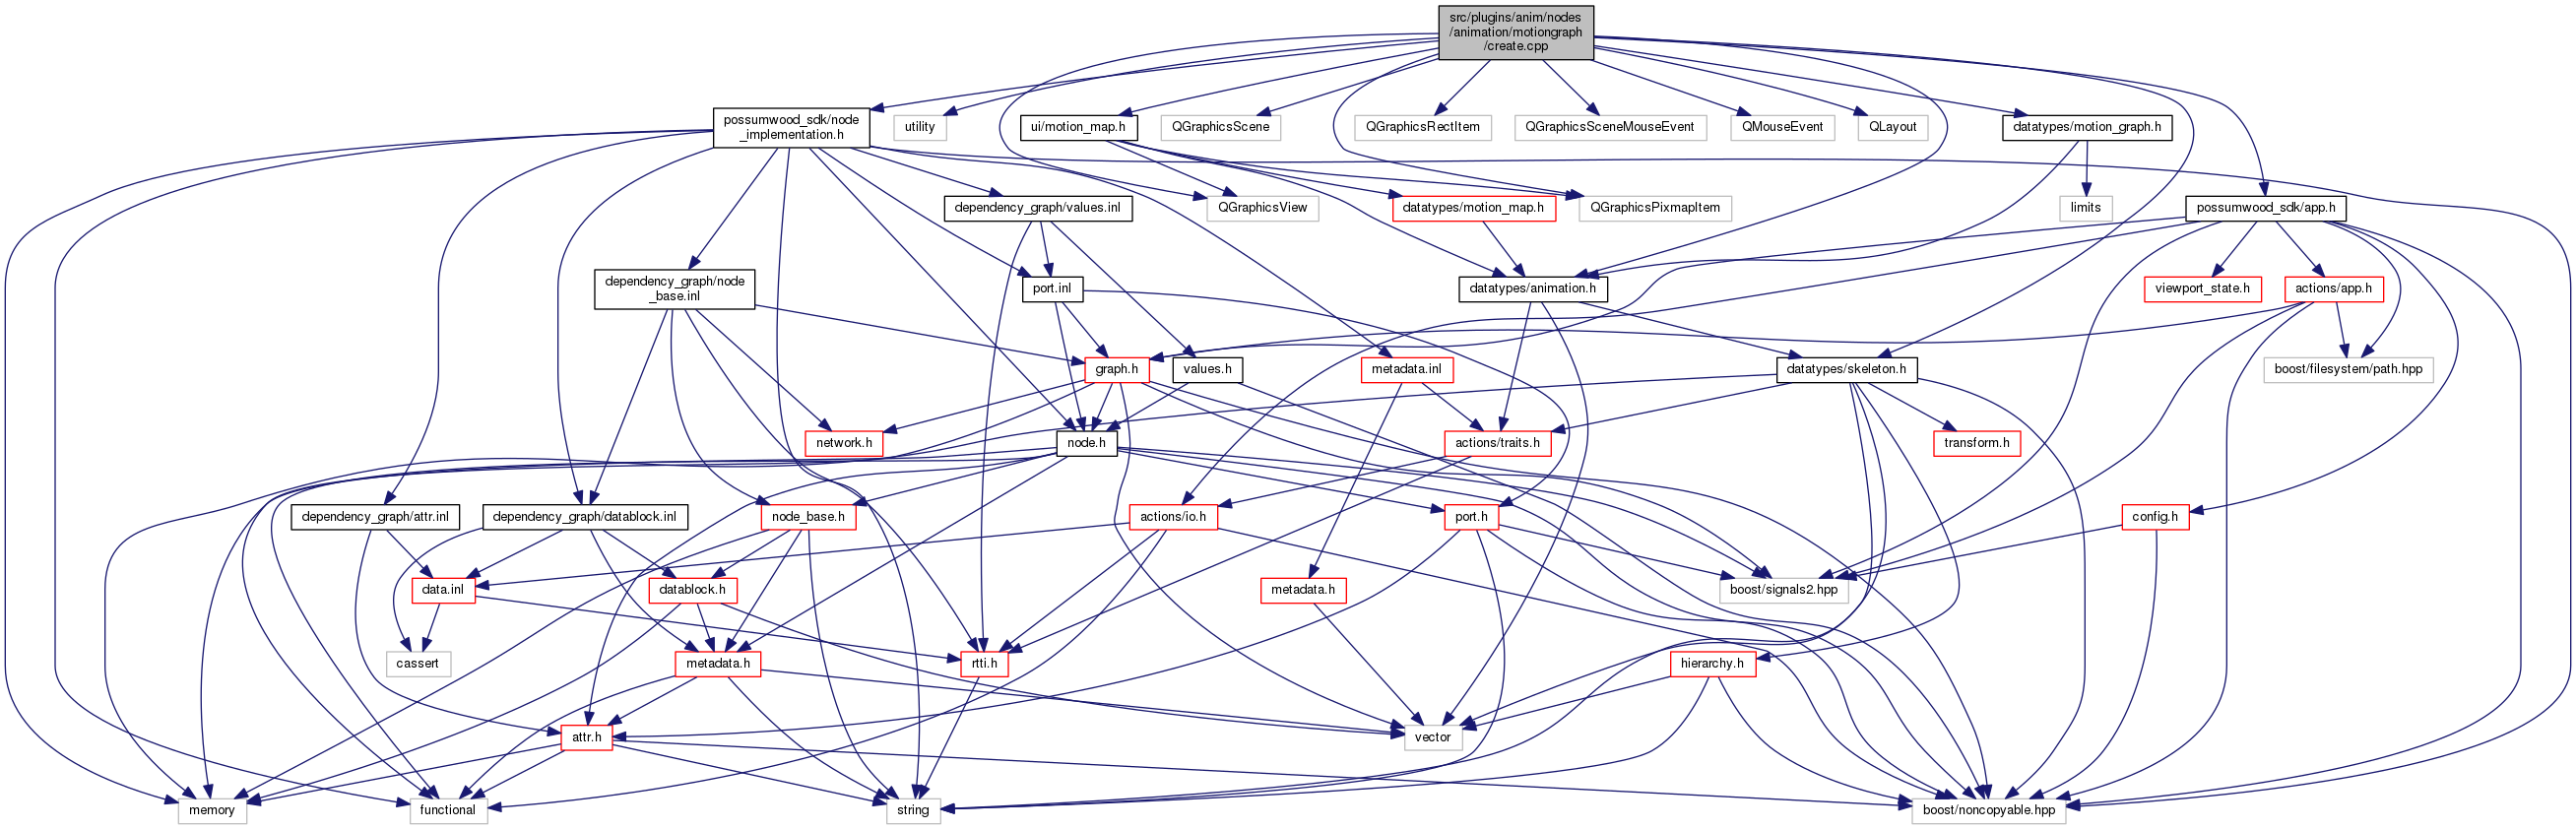 src/plugins/anim/nodes
/animation/motiongraph
/create.cpp
possumwood_sdk/node
_implementation.h
utility
ui/motion_map.h
QGraphicsScene
QGraphicsRectItem
QGraphicsSceneMouseEvent
QMouseEvent
QLayout
datatypes/motion_graph.h
dependency_graph/values.inl
QGraphicsView
datatypes/motion_map.h
QGraphicsPixmapItem
limits
possumwood_sdk/app.h
dependency_graph/node
_base.inl
port.inl
datatypes/animation.h
viewport_state.h
actions/app.h
graph.h
values.h
metadata.inl
datatypes/skeleton.h
boost/filesystem/path.hpp
network.h
node.h
actions/traits.h
transform.h
dependency_graph/attr.inl
dependency_graph/datablock.inl
node_base.h
actions/io.h
port.h
config.h
data.inl
datablock.h
metadata.h
boost/signals2.hpp
cassert
metadata.h
rtti.h
hierarchy.h
attr.h
vector
memory
functional
string
boost/noncopyable.hpp